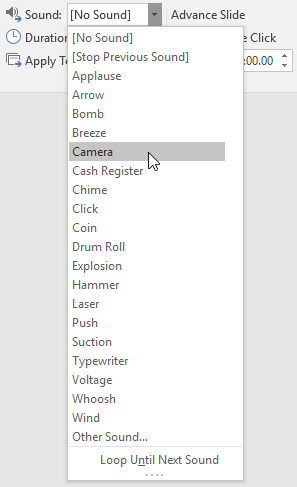 Sound: [No Sound] Advance Slide
[No Sound]
Duratio e Click
[Stop Previous Sound]
Apply T :00.00
Applause
Arrow
Bomb
Breeze
Camera
Cash Register
Chime
Click
Coin
Drum Roll
Explosion
Hammer
Laser
Push
Suction
Typewriter
Voltage
Whoosh
Wind
Other Sound...
Loop Until Next Sound